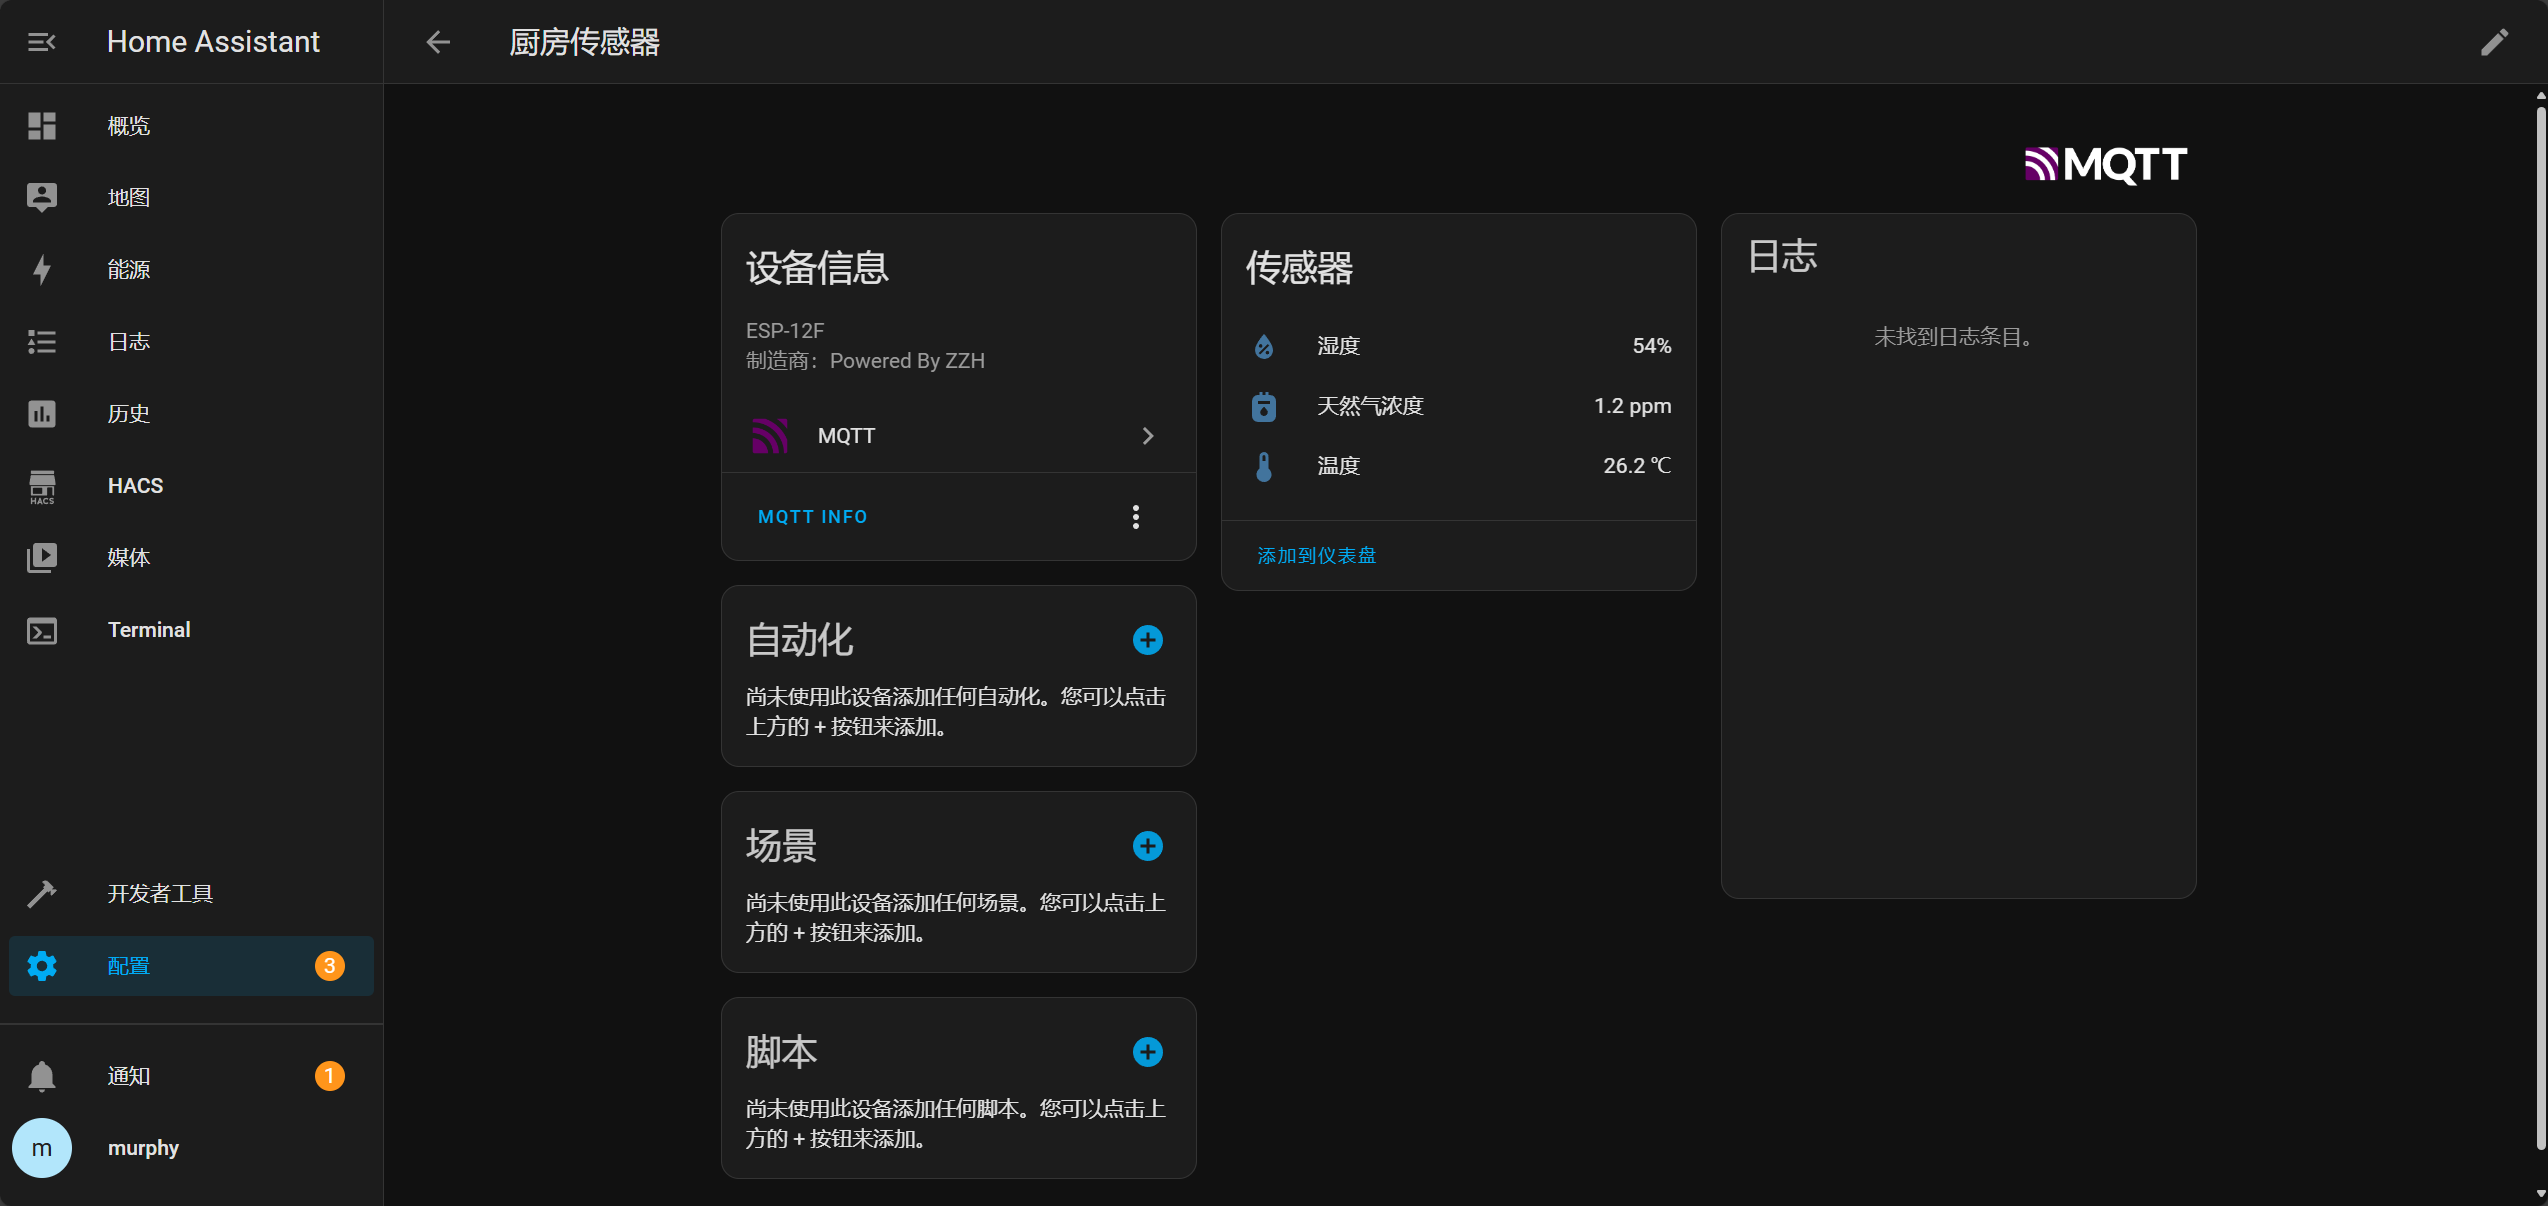 Home Assistant
厨房传感器
概览
地图
能源
日志
历史
HACS
HACS
媒体
Terminal
开发者工具
配置
3
通知
1
m
murphy
MQTT
设备信息
ESP-12F
制造商：Powered By ZZH
MQTT
MQTT INFO
自动化
尚未使用此设备添加任何自动化。您可以点击
上方的 + 按钮来添加。
场景
尚未使用此设备添加任何场景。您可以点击上
方的 + 按钮来添加。
脚本
尚未使用此设备添加任何脚本。您可以点击上
方的 + 按钮来添加。
传感器
湿度 54%
天然气浓度 1.2 ppm
温度 26.2 ℃
添加到仪表盘
日志
未找到日志条目。